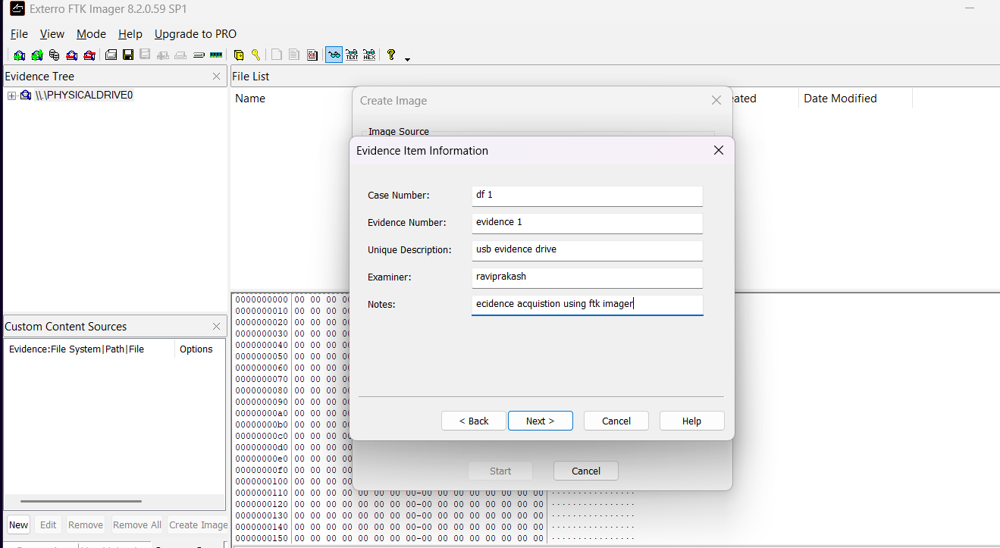 Exterro FTK Imager 8.2.0.59 SP1
File View Mode Help Upgrade to PRO
TEXT HEX DIR
Evidence Tree
File List
\\.\PHYSICALDRIVE0
Name
ated
Date Modified
Create Image
Image Source
Evidence Item Information
Case Number: df 1
Evidence Number: evidence 1
Unique Description: usb evidence drive
Examiner: raviprakash
Notes: ecidence acquistion using ftk imager
< Back Next > Cancel Help
Start Cancel
Custom Content Sources
Evidence:File System|Path|File Options
New Edit Remove Remove All Create Image
0000000000 00 00 00
0000000010 00 00 00
0000000020 00 00 00
0000000030 00 00 00
0000000040 00 00 00
0000000050 00 00 00
0000000060 00 00 00
0000000070 00 00 00
0000000080 00 00 00
0000000090 00 00 00
00000000a0 00 00 00
00000000b0 00 00 00
00000000c0 00 00 00
00000000d0 00 00 00
00000000e0 00 00 00
00000000f0 00 00 00
0000000100 00 00 00
0000000110 00 00 00 00 00 00 00 00-00 00 00 00 00 00 00 00 ················
0000000120 00 00 00 00 00 00 00 00-00 00 00 00 00 00 00 00 ················
0000000130 00 00 00 00 00 00 00 00-00 00 00 00 00 00 00 00 ················
0000000140 00 00 00 00 00 00 00 00-00 00 00 00 00 00 00 00 ················
0000000150 00 00 00 00 00 00 00 00-00 00 00 00 00 00 00 00 ················